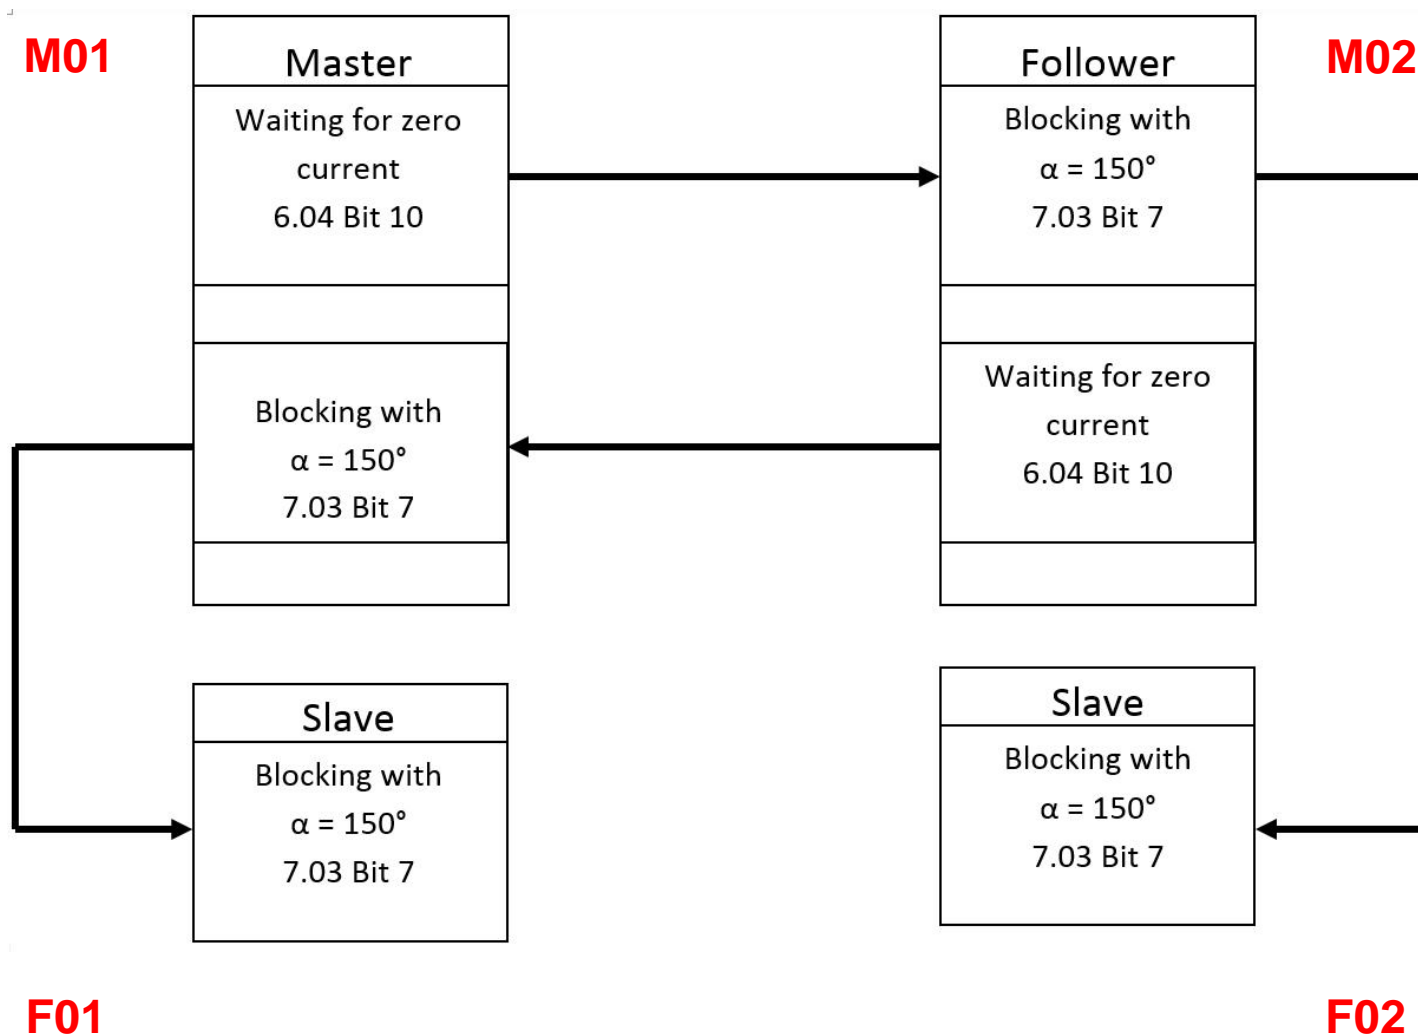 M01
Master
Waiting for zero
current
6.04 Bit 10
Blocking with
α = 150°
7.03 Bit 7
Follower
Blocking with
α = 150°
7.03 Bit 7
Waiting for zero
current
6.04 Bit 10
M02
Slave
Blocking with
α = 150°
7.03 Bit 7
Slave
Blocking with
α = 150°
7.03 Bit 7
F01
F02